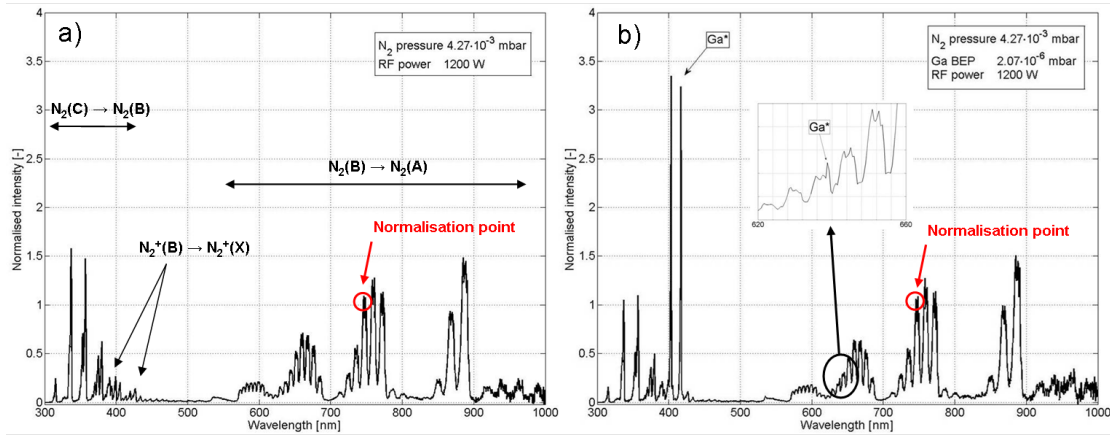 a)
N₂ pressure 4.27·10⁻³ mbar
RF power 1200 W
N₂(C) → N₂(B)
N₂(B) → N₂(A)
N₂⁺(B) → N₂⁺(X)
Normalisation point
Normalised intensity [-]
4
3.5
3
2.5
2
1.5
1
0.5
0
300 400 500 600 700 800 900 1000
Wavelength [nm]
b)
N₂ pressure 4.27·10⁻³ mbar
Ga BEP 2.07·10⁻⁶ mbar
RF power 1200 W
Ga*
Ga*
620 660
Normalisation point
Normalised intensity [-]
4
3.5
3
2.5
2
1.5
1
0.5
0
300 400 500 600 700 800 900 1000
Wavelength [nm]